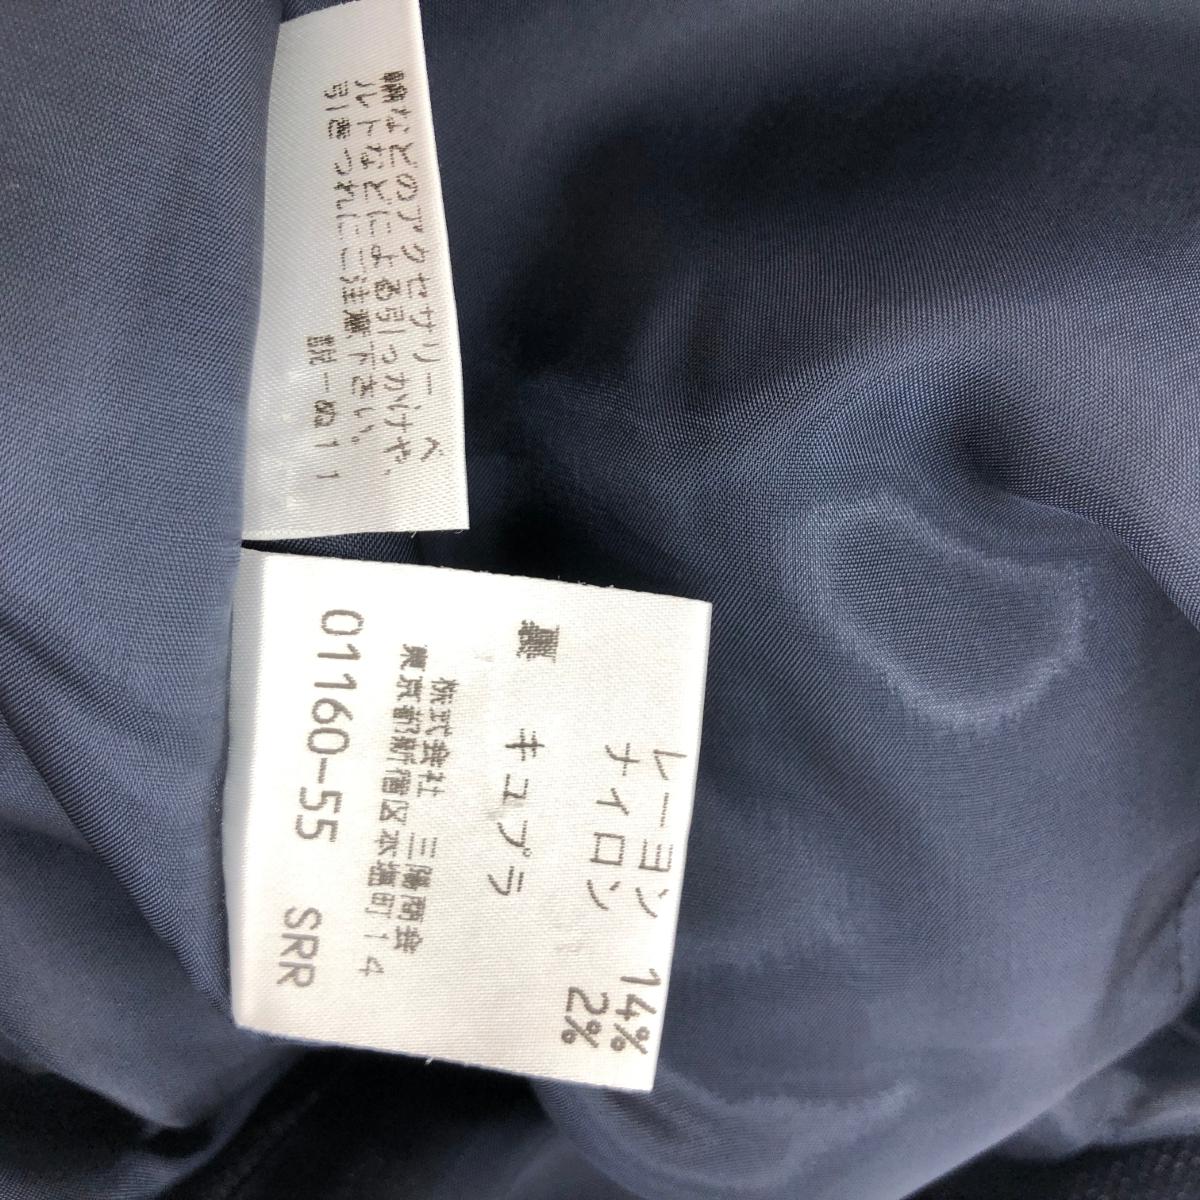 輪などのアクセサリー、ベ
ルトなどによる引っかけや、
引きつれにご注意下さい。
説-ぬ11
レーヨン 14%
ナイロン 2%
裏 キュプラ
株式会社 三陽商会
東京都新宿区本塩町14
01160-55 SRR